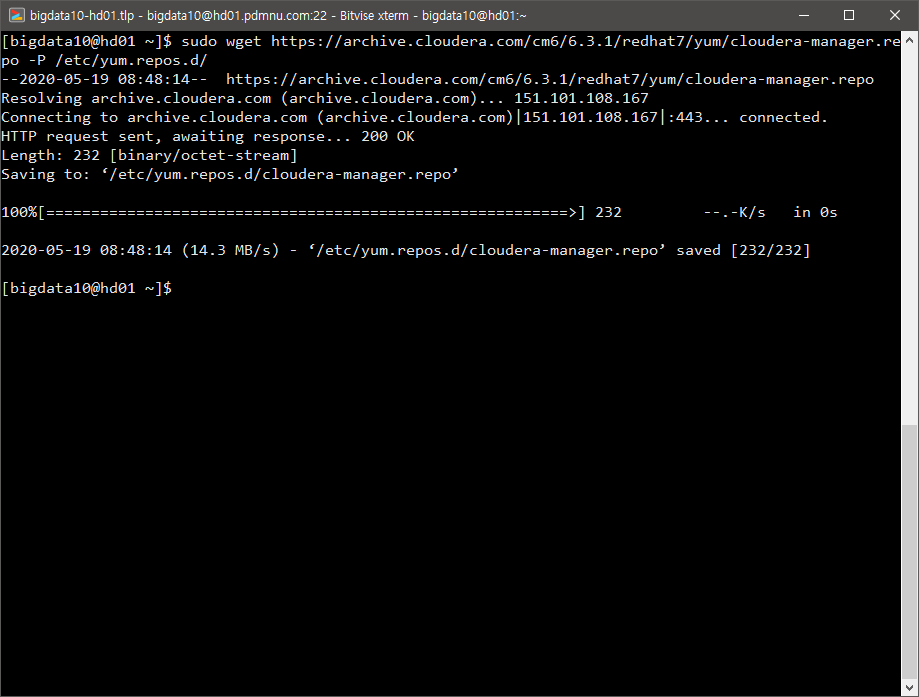 bigdata10-hd01.tlp - bigdata10@hd01.pdmnu.com:22 - Bitvise xterm - bigdata10@hd01:~
[bigdata10@hd01 ~]$ sudo wget https://archive.cloudera.com/cm6/6.3.1/redhat7/yum/cloudera-manager.re
po -P /etc/yum.repos.d/
--2020-05-19 08:48:14--  https://archive.cloudera.com/cm6/6.3.1/redhat7/yum/cloudera-manager.repo
Resolving archive.cloudera.com (archive.cloudera.com)... 151.101.108.167
Connecting to archive.cloudera.com (archive.cloudera.com)|151.101.108.167|:443... connected.
HTTP request sent, awaiting response... 200 OK
Length: 232 [binary/octet-stream]
Saving to: ‘/etc/yum.repos.d/cloudera-manager.repo’
100%[==========================================================>] 232         --.-K/s   in 0s
2020-05-19 08:48:14 (14.3 MB/s) - ‘/etc/yum.repos.d/cloudera-manager.repo’ saved [232/232]
[bigdata10@hd01 ~]$